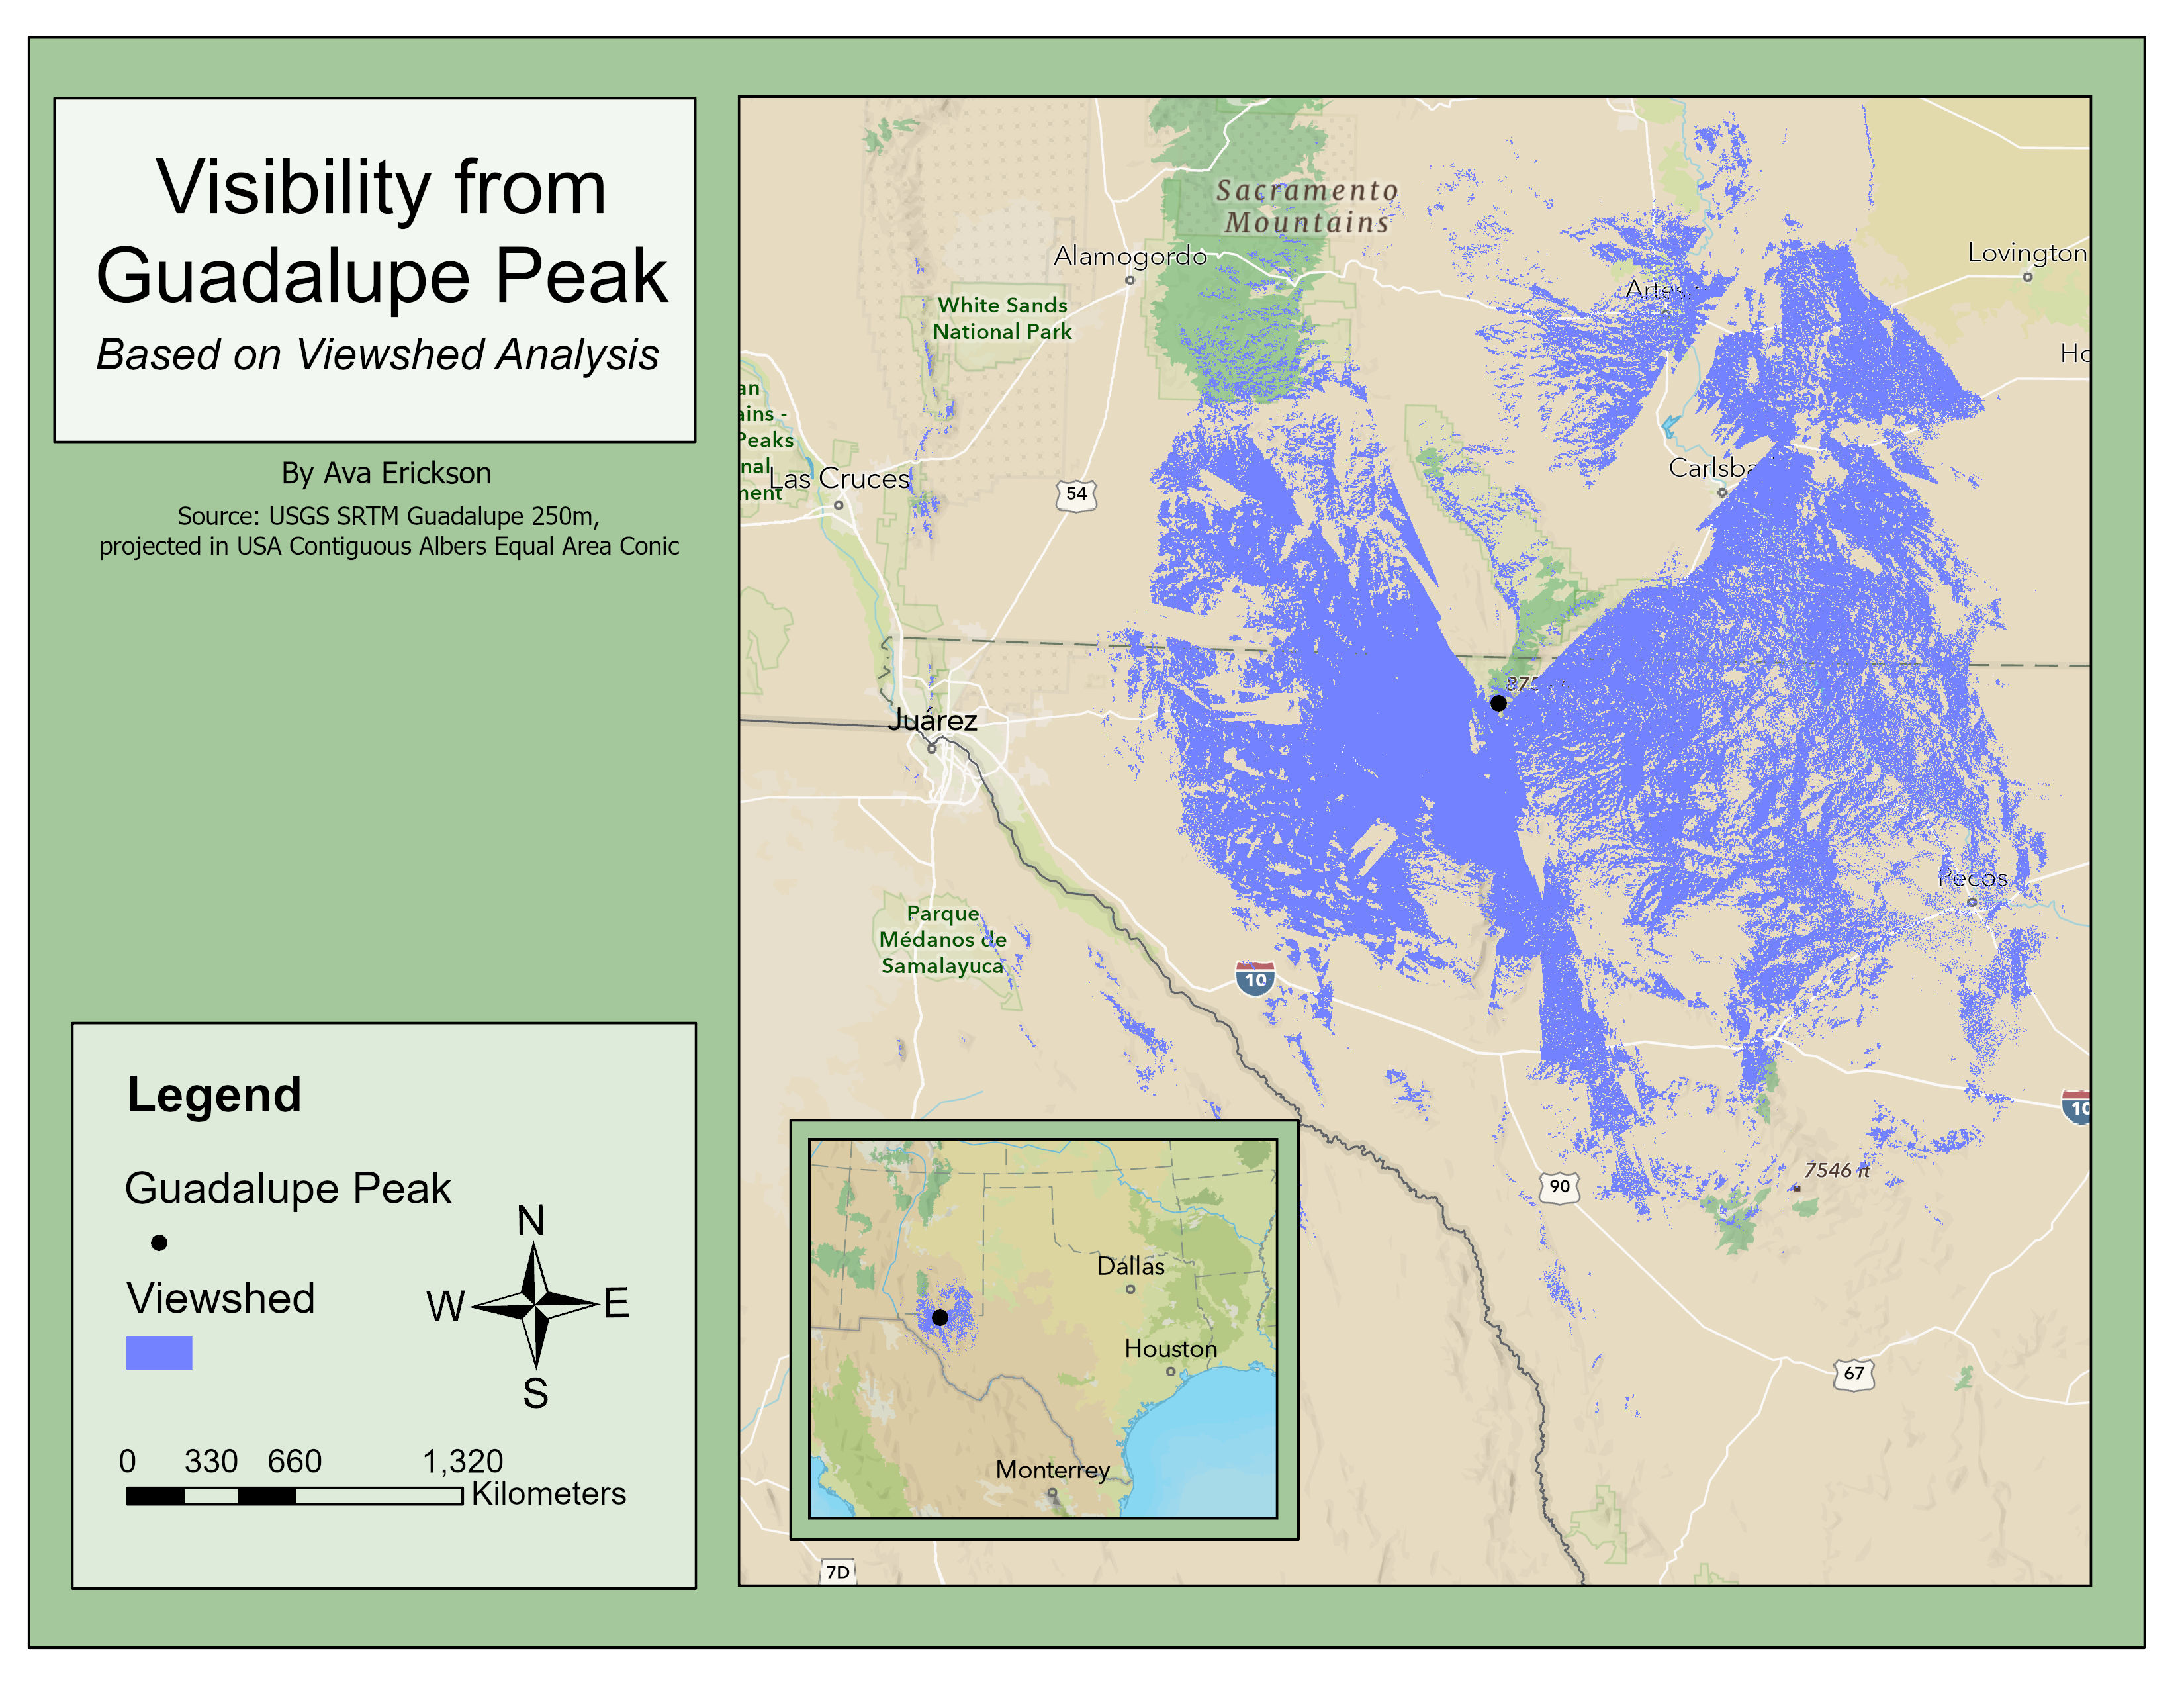 Visibility from
Guadalupe Peak
Based on Viewshed Analysis
By Ava Erickson
Source: USGS SRTM Guadalupe 250m,
projected in USA Contiguous Albers Equal Area Conic
Legend
Guadalupe Peak
Viewshed
N
W E
S
0 330 660 1,320
Kilometers
Sacramento
Mountains
Alamogordo
Lovington
White Sands
National Park
Ho
an
ains -
Peaks
nal
ment
Las Cruces
54
Carlsba
Juárez
Pecos
Parque
Médanos de
Samalayuca
10
10
7546 ft
90
67
7D
Dallas
Houston
Monterrey